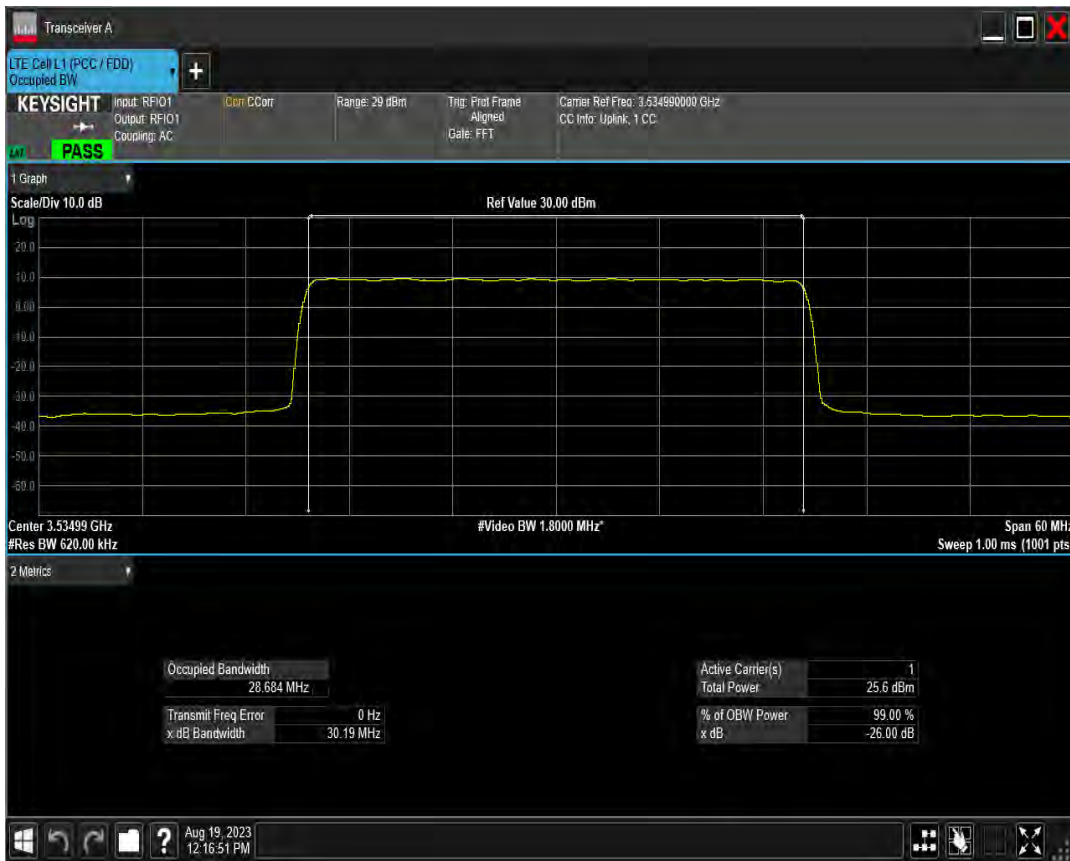 Transceiver A
LTE Cell L1 (PCC / FDD)
Occupied BW
+
KEYSIGHT
Input: RFIO1
Output: RFIO1
Coupling: AC
Corr CCorr
Range: 29 dBm
Trig: Prot Frame
Aligned
Gate: FFT
Carrier Ref Freq: 3.534990000 GHz
CC Info: Uplink, 1 CC
PASS
1 Graph
Scale/Div 10.0 dB
Ref Value 30.00 dBm
Log
20.0
10.0
0.00
-10.0
-20.0
-30.0
-40.0
-50.0
-60.0
Center 3.53499 GHz
#Video BW 1.8000 MHz*
Span 60 MHz
#Res BW 620.00 kHz
Sweep 1.00 ms (1001 pts
2 Metrics
Occupied Bandwidth
28.684 MHz
Transmit Freq Error 0 Hz
x dB Bandwidth 30.19 MHz
Active Carrier(s) 1
Total Power 25.6 dBm
% of OBW Power 99.00 %
x dB -26.00 dB
?
Aug 19, 2023
12:16:51 PM